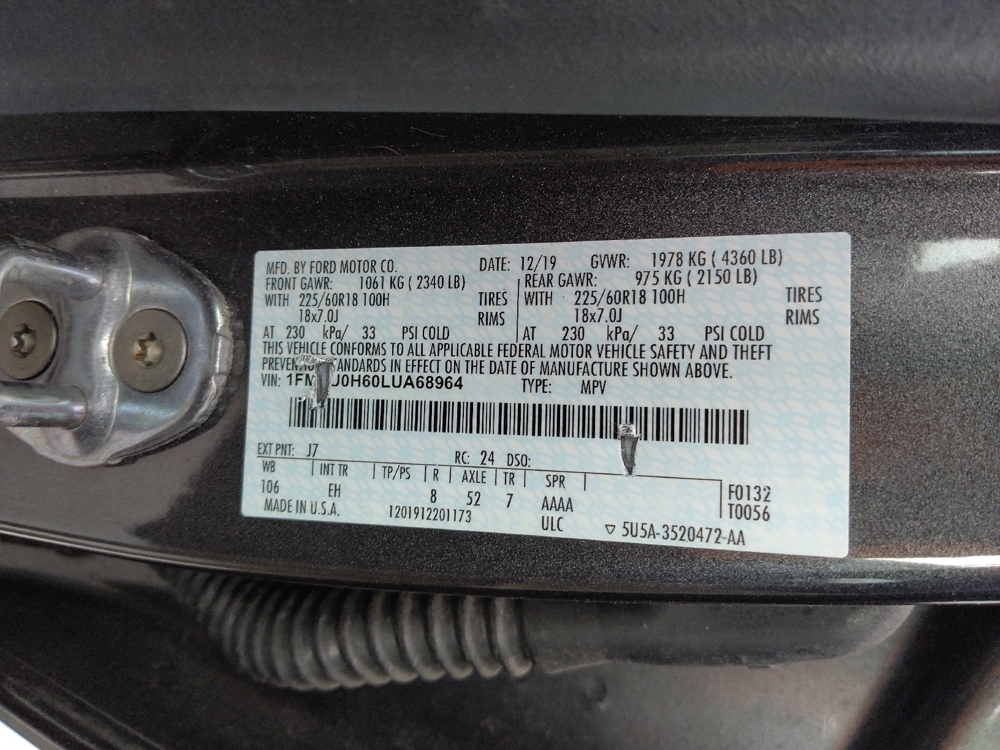 MFD. BY FORD MOTOR CO. DATE: 12/19 GVWR: 1978 KG ( 4360 LB)
FRONT GAWR: 1061 KG ( 2340 LB) REAR GAWR: 975 KG ( 2150 LB)
WITH 225/60R18 100H TIRES WITH 225/60R18 100H TIRES
18x7.0J RIMS 18x7.0J RIMS
AT 230 kPa/ 33 PSI COLD AT 230 kPa/ 33 PSI COLD
THIS VEHICLE CONFORMS TO ALL APPLICABLE FEDERAL MOTOR VEHICLE SAFETY AND THEFT
STANDARDS IN EFFECT ON THE DATE OF MANUFACTURE SHOWN ABOVE.
VIN: TYPE: MPV
EXT PNT: J7 RC: 24 DSO:
WB INT TR TP/PS R AXLE TR SPR
106 EH 8 52 7 AAAA F0132
MADE IN U.S.A. 1201912201173 ULC T0056
▽ 5U5A-3520472-AA